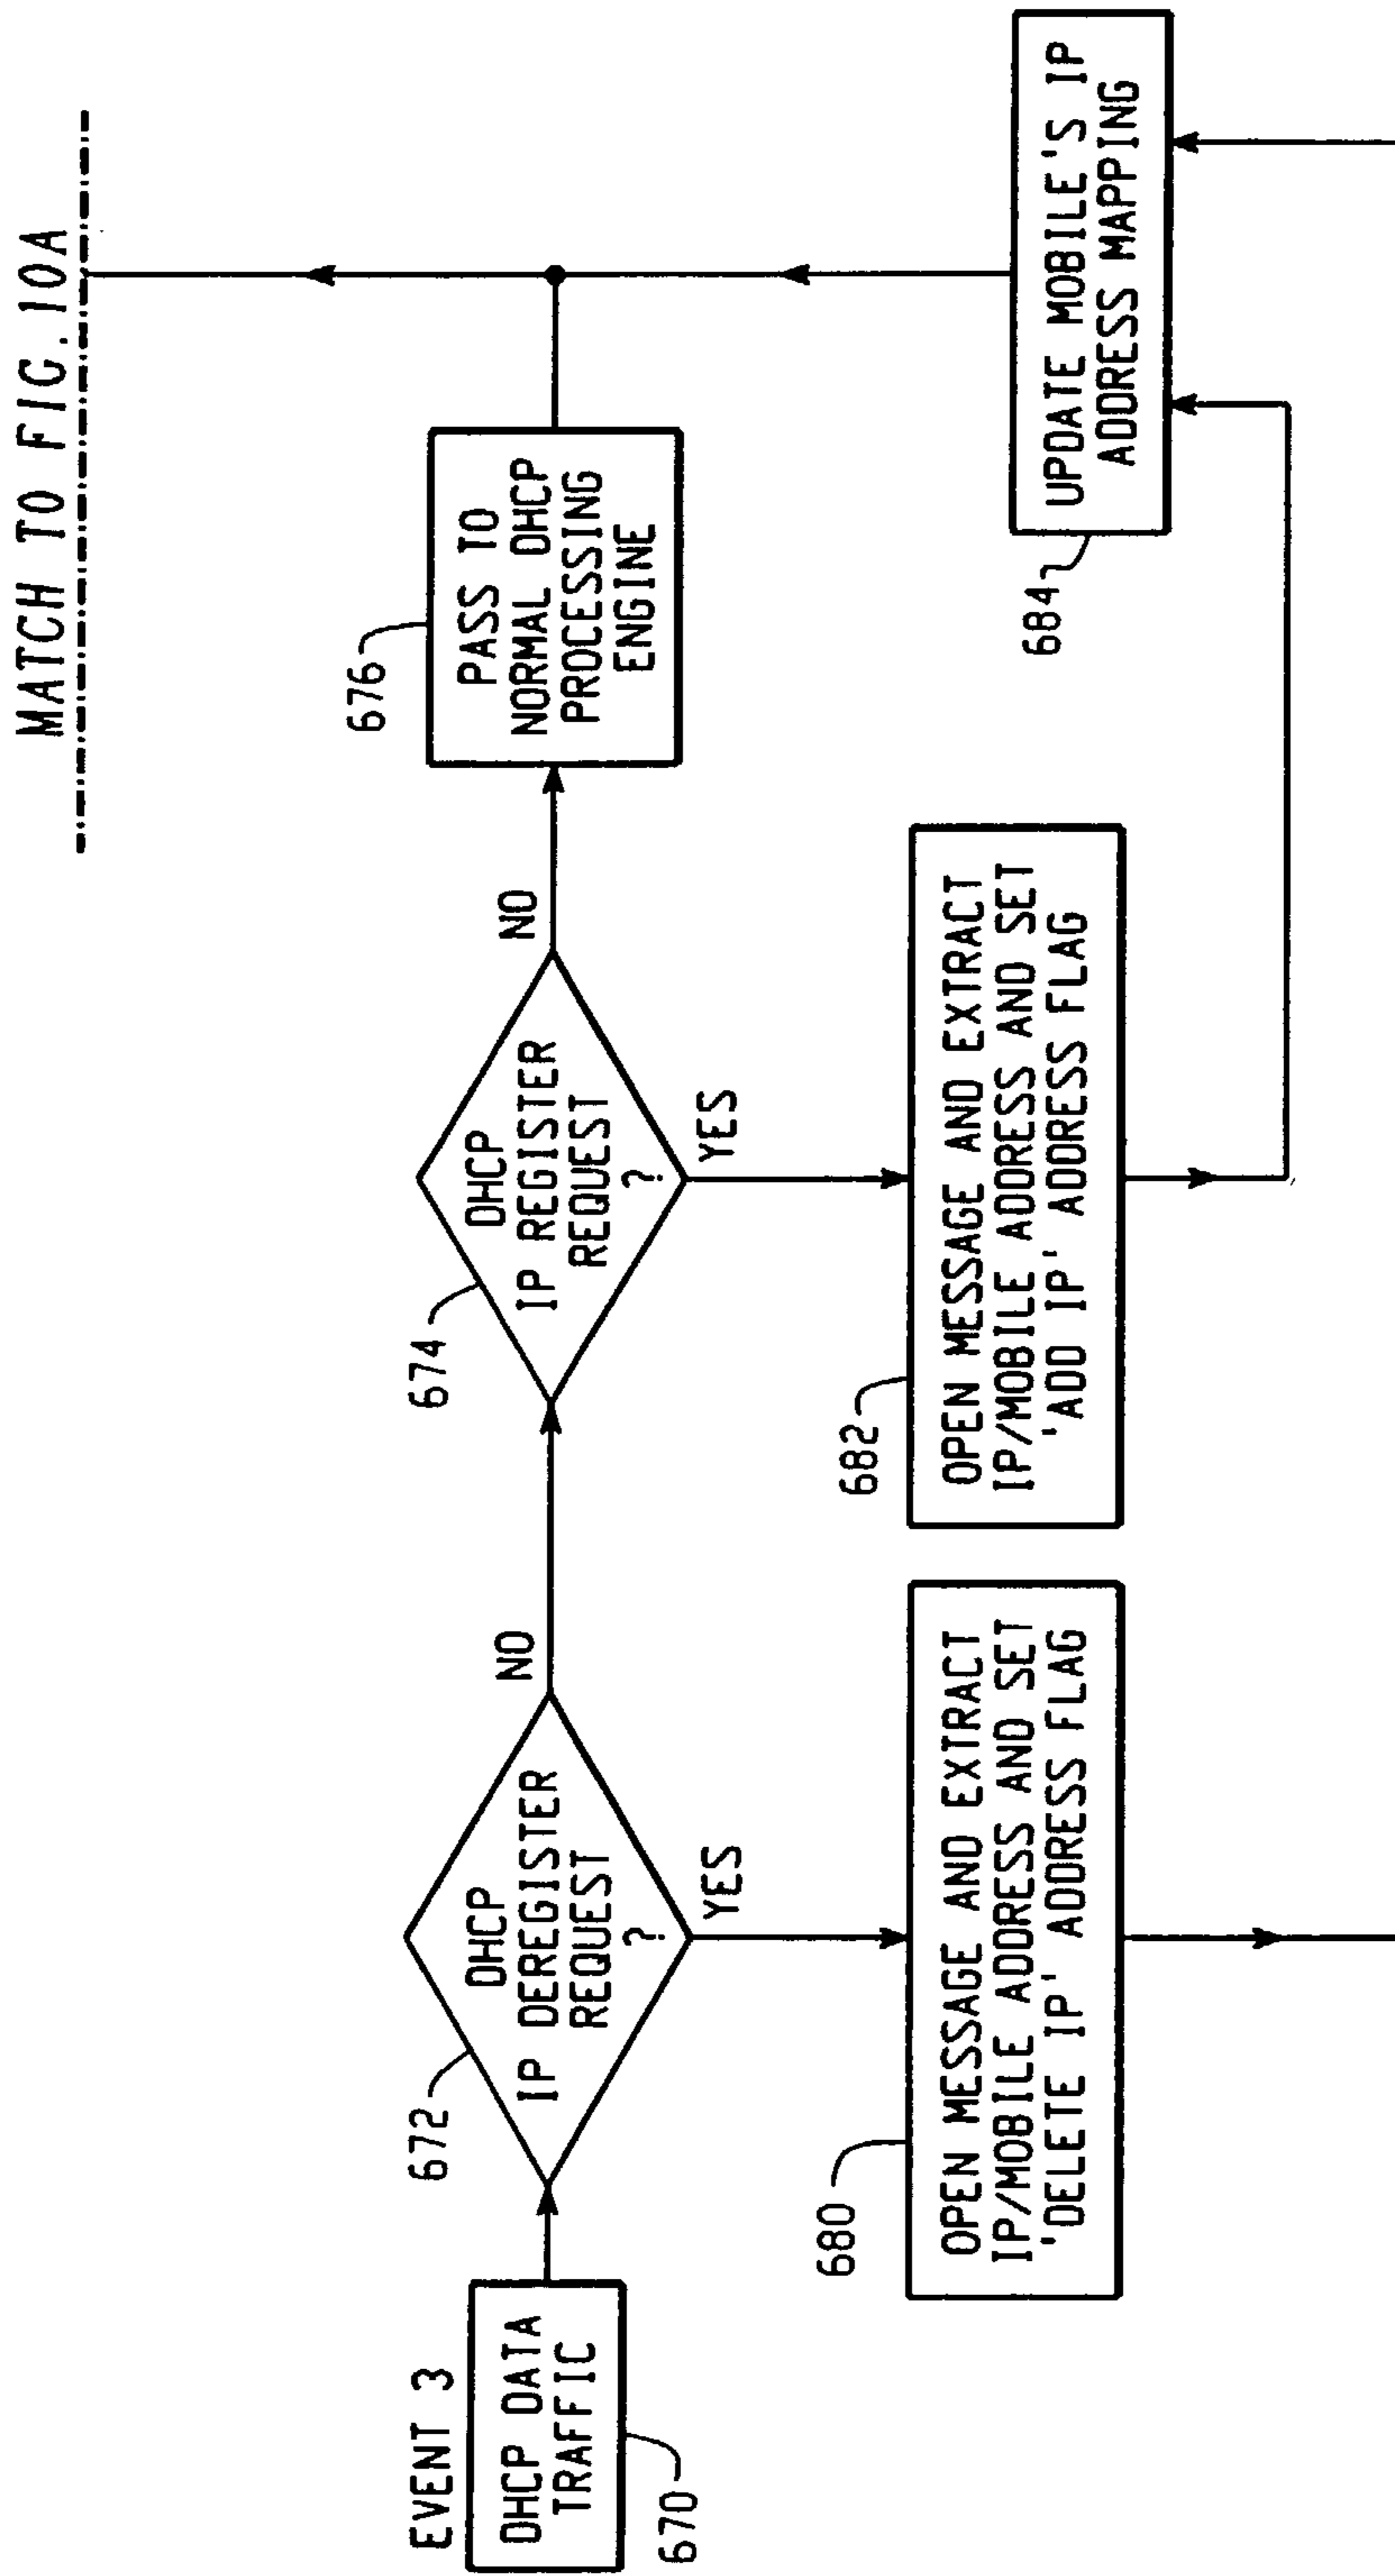 MATCH TO FIG.10A
EVENT 3
DHCP DATA
TRAFFIC
670
672
DHCP
IP DEREGISTER
REQUEST
?
NO
YES
674
DHCP
IP REGISTER
REQUEST
?
NO
YES
676
PASS TO
NORMAL DHCP
PROCESSING
ENGINE
680
OPEN MESSAGE AND EXTRACT
IP/MOBILE ADDRESS AND SET
'DELETE IP' ADDRESS FLAG
682
OPEN MESSAGE AND EXTRACT
IP/MOBILE ADDRESS AND SET
'ADD IP' ADDRESS FLAG
684
UPDATE MOBILE'S IP
ADDRESS MAPPING